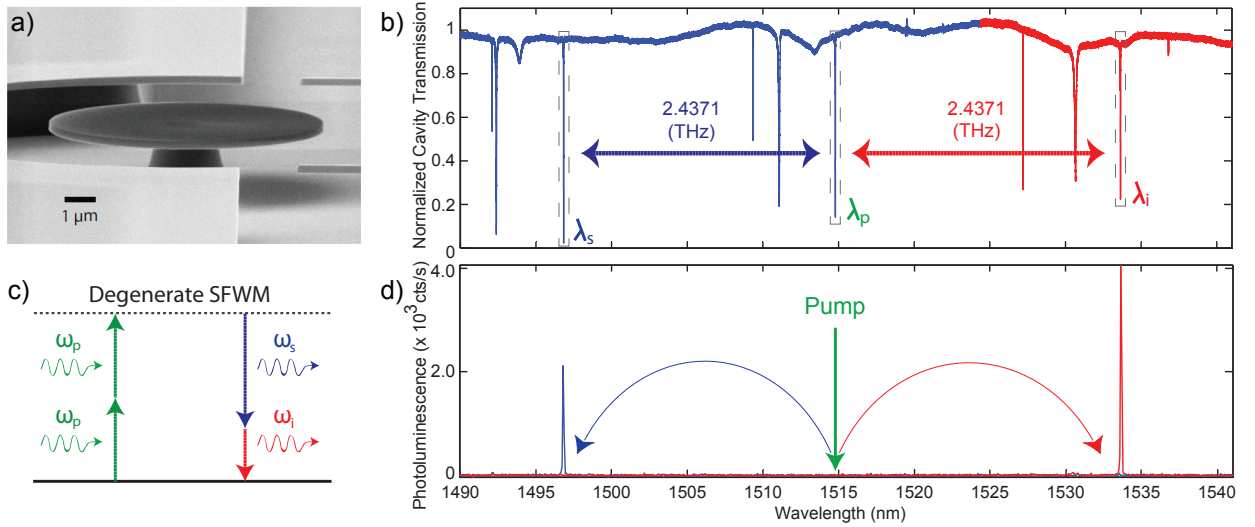 a)
1 µm
b)
Normalized Cavity Transmission
1
0.8
0.6
0.4
0.2
0
2.4371
(THz)
2.4371
(THz)
λs
λp
λi
c)
Degenerate SFWM
ωp
ωs
ωp
ωi
d)
Photoluminescence (x 10³ cts/s)
4.0
2.0
0
Pump
1490 1495 1500 1505 1510 1515 1520 1525 1530 1535 1540
Wavelength (nm)